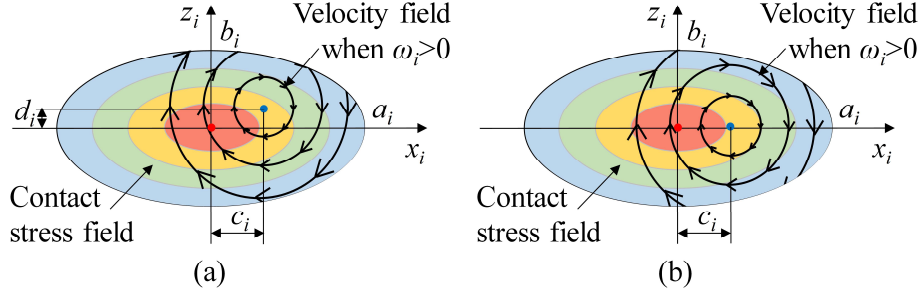 z_i
b_i
Velocity field
when ω_i>0
d_i
a_i
x_i
Contact
stress field
c_i
(a)
z_i
b_i
Velocity field
when ω_i>0
a_i
x_i
Contact
stress field
c_i
(b)